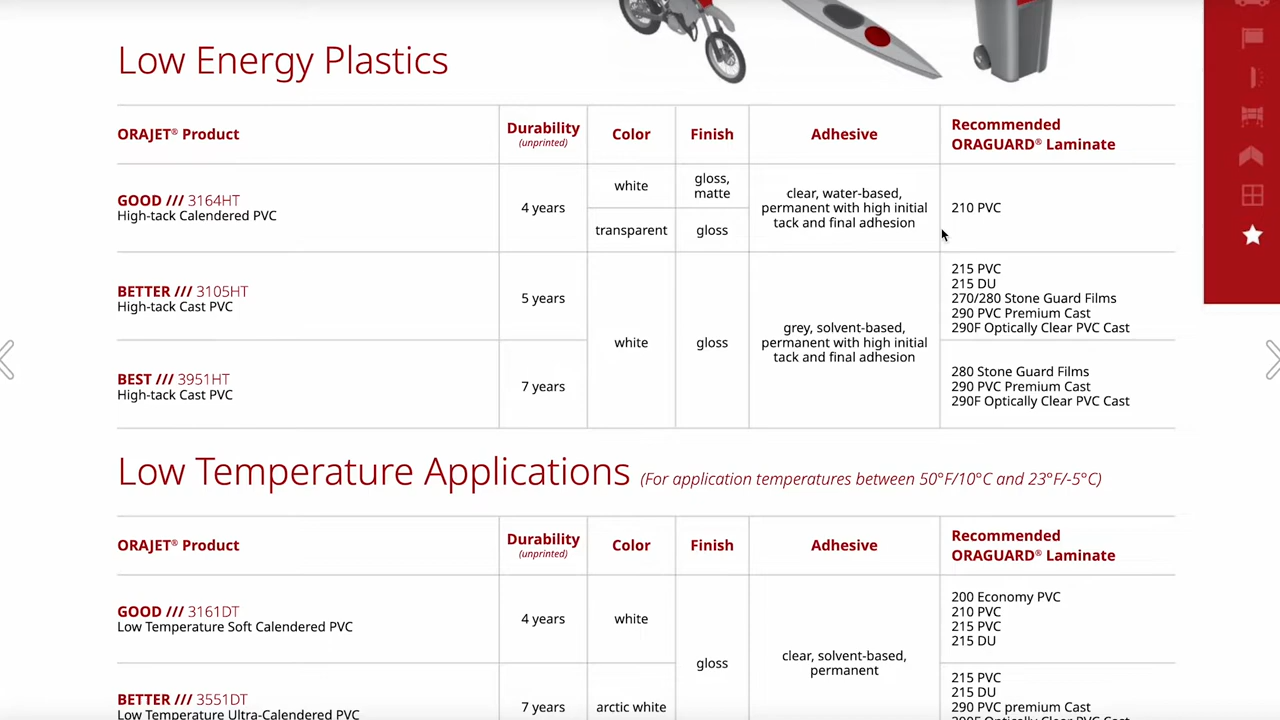 Low Energy Plastics
ORAJET® Product
Durability
(unprinted)
Color
Finish
Adhesive
Recommended
ORAGUARD® Laminate
GOOD /// 3164HT
High-tack Calendered PVC
4 years
white
gloss,
matte
transparent
gloss
clear, water-based,
permanent with high initial
tack and final adhesion
210 PVC
BETTER /// 3105HT
High-tack Cast PVC
5 years
white
gloss
grey, solvent-based,
permanent with high initial
tack and final adhesion
215 PVC
215 DU
270/280 Stone Guard Films
290 PVC Premium Cast
290F Optically Clear PVC Cast
BEST /// 3951HT
High-tack Cast PVC
7 years
280 Stone Guard Films
290 PVC Premium Cast
290F Optically Clear PVC Cast
Low Temperature Applications (For application temperatures between 50°F/10°C and 23°F/-5°C)
ORAJET® Product
Durability
(unprinted)
Color
Finish
Adhesive
Recommended
ORAGUARD® Laminate
GOOD /// 3161DT
Low Temperature Soft Calendered PVC
4 years
white
gloss
clear, solvent-based,
permanent
200 Economy PVC
210 PVC
215 PVC
215 DU
BETTER /// 3551DT
Low Temperature Ultra-Calendered PVC
7 years
arctic white
215 PVC
215 DU
290 PVC premium Cast
290F Optically Clear PVC Cast